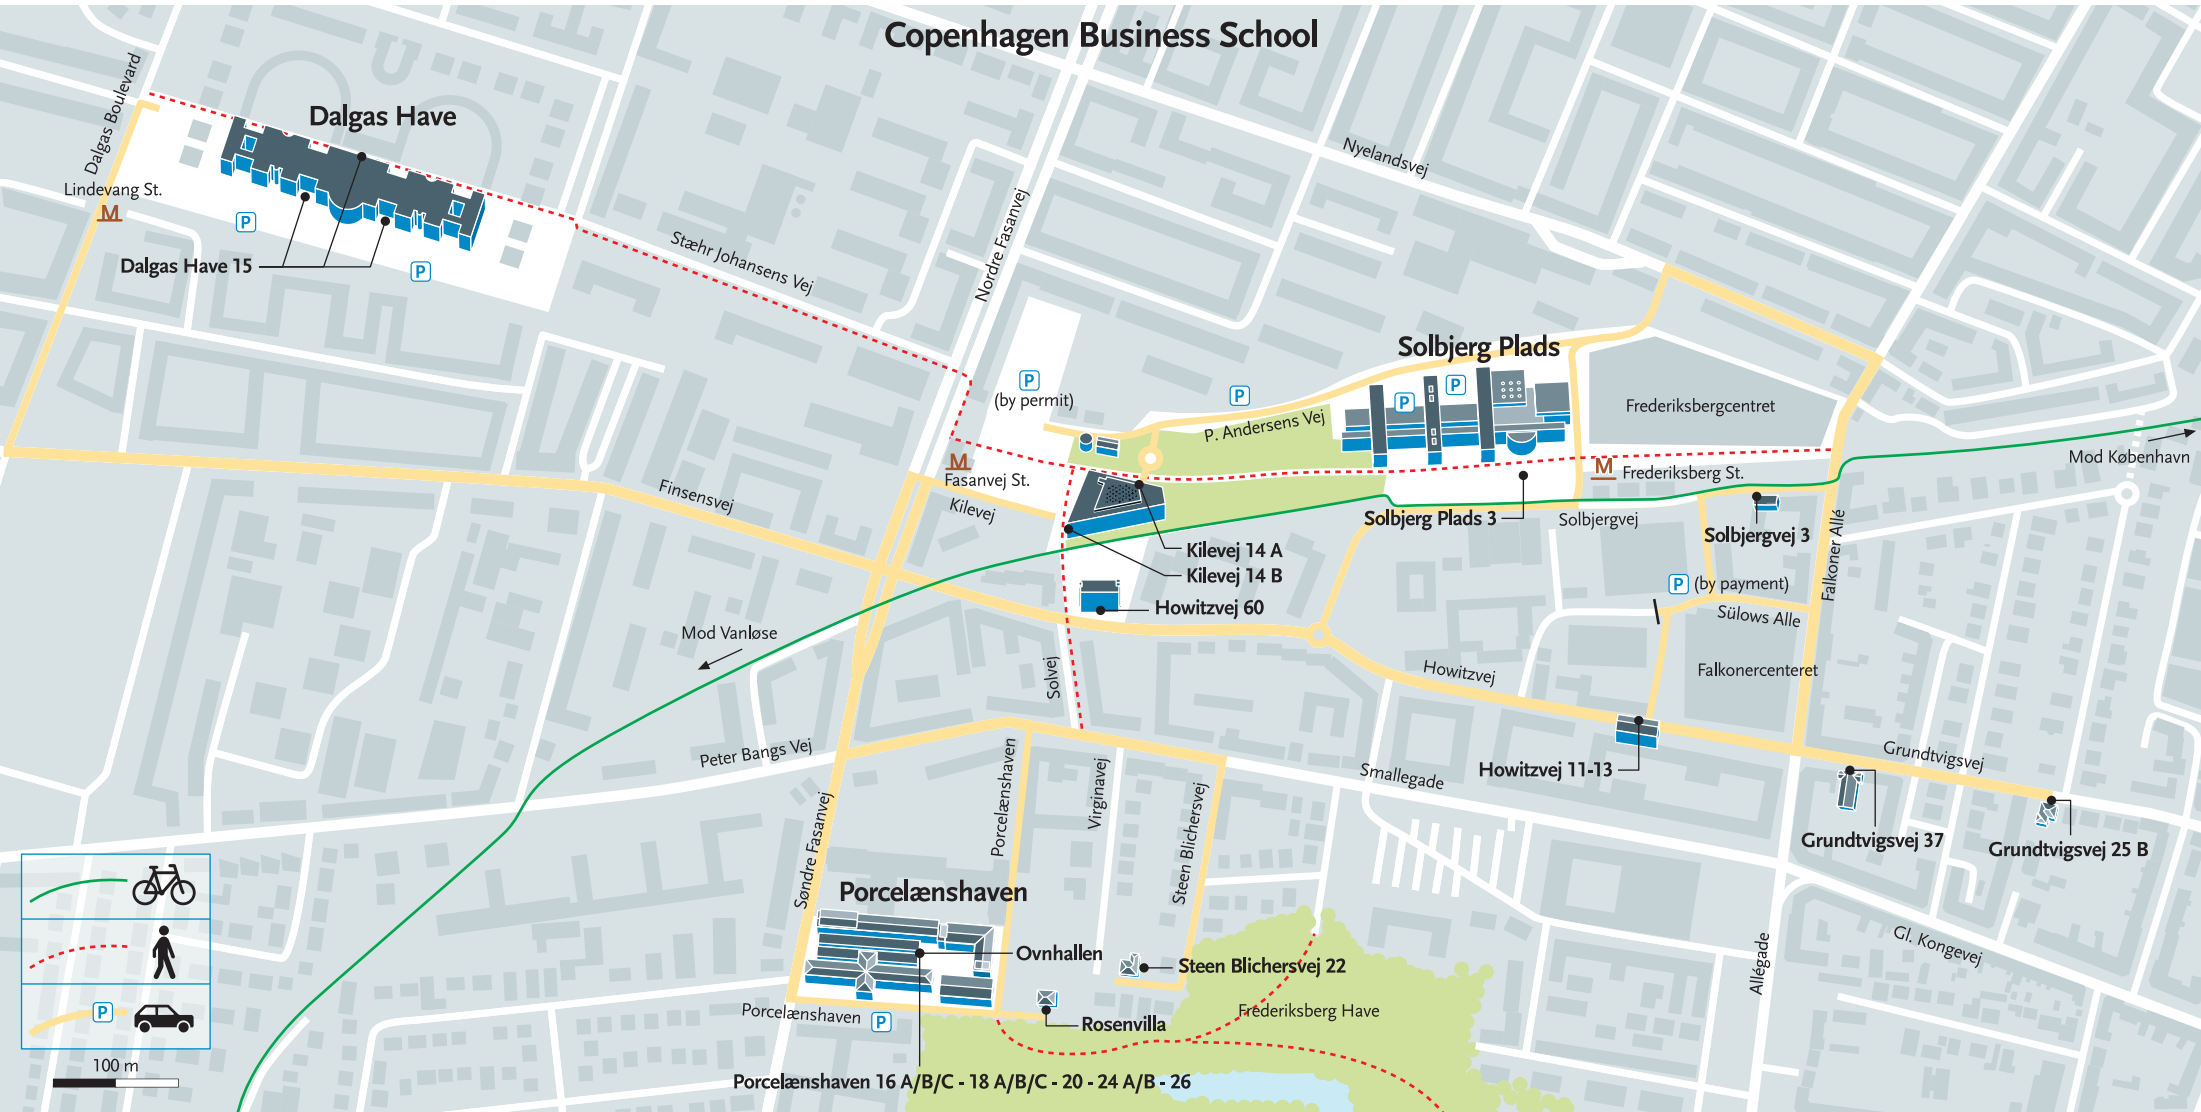 Copenhagen Business School
Dalgas Boulevard
Dalgas Have
Lindevang St.
M
P
Dalgas Have 15
P
Stæhr Johansens Vej
Nordre Fasanvej
Nyelandsvej
Solbjerg Plads
P
(by permit)
P
P
P
P. Andersens Vej
Frederiksbergcentret
M
Fasanvej St.
Kilevej
M
Frederiksberg St.
Mod København
Finsensvej
Solbjerg Plads 3
Solbjergvej
Solbjergvej 3
Kilevej 14 A
Kilevej 14 B
Howitzvej 60
P (by payment)
Sülows Alle
Falkoner Allé
Mod Vanløse
Solvej
Howitzvej
Falkonercenteret
Peter Bangs Vej
Smallegade
Howitzvej 11-13
Grundtvigsvej
Grundtvigsvej 37
Grundtvigsvej 25 B
Søndre Fasanvej
Porcelænshaven
Virginavej
Steen Blichersvej
Porcelænshaven
Ovnhallen
Steen Blichersvej 22
Allégade
Gl. Kongevej
Porcelænshaven
P
Rosenvilla
Frederiksberg Have
P
100 m
Porcelænshaven 16 A/B/C - 18 A/B/C - 20 - 24 A/B - 26